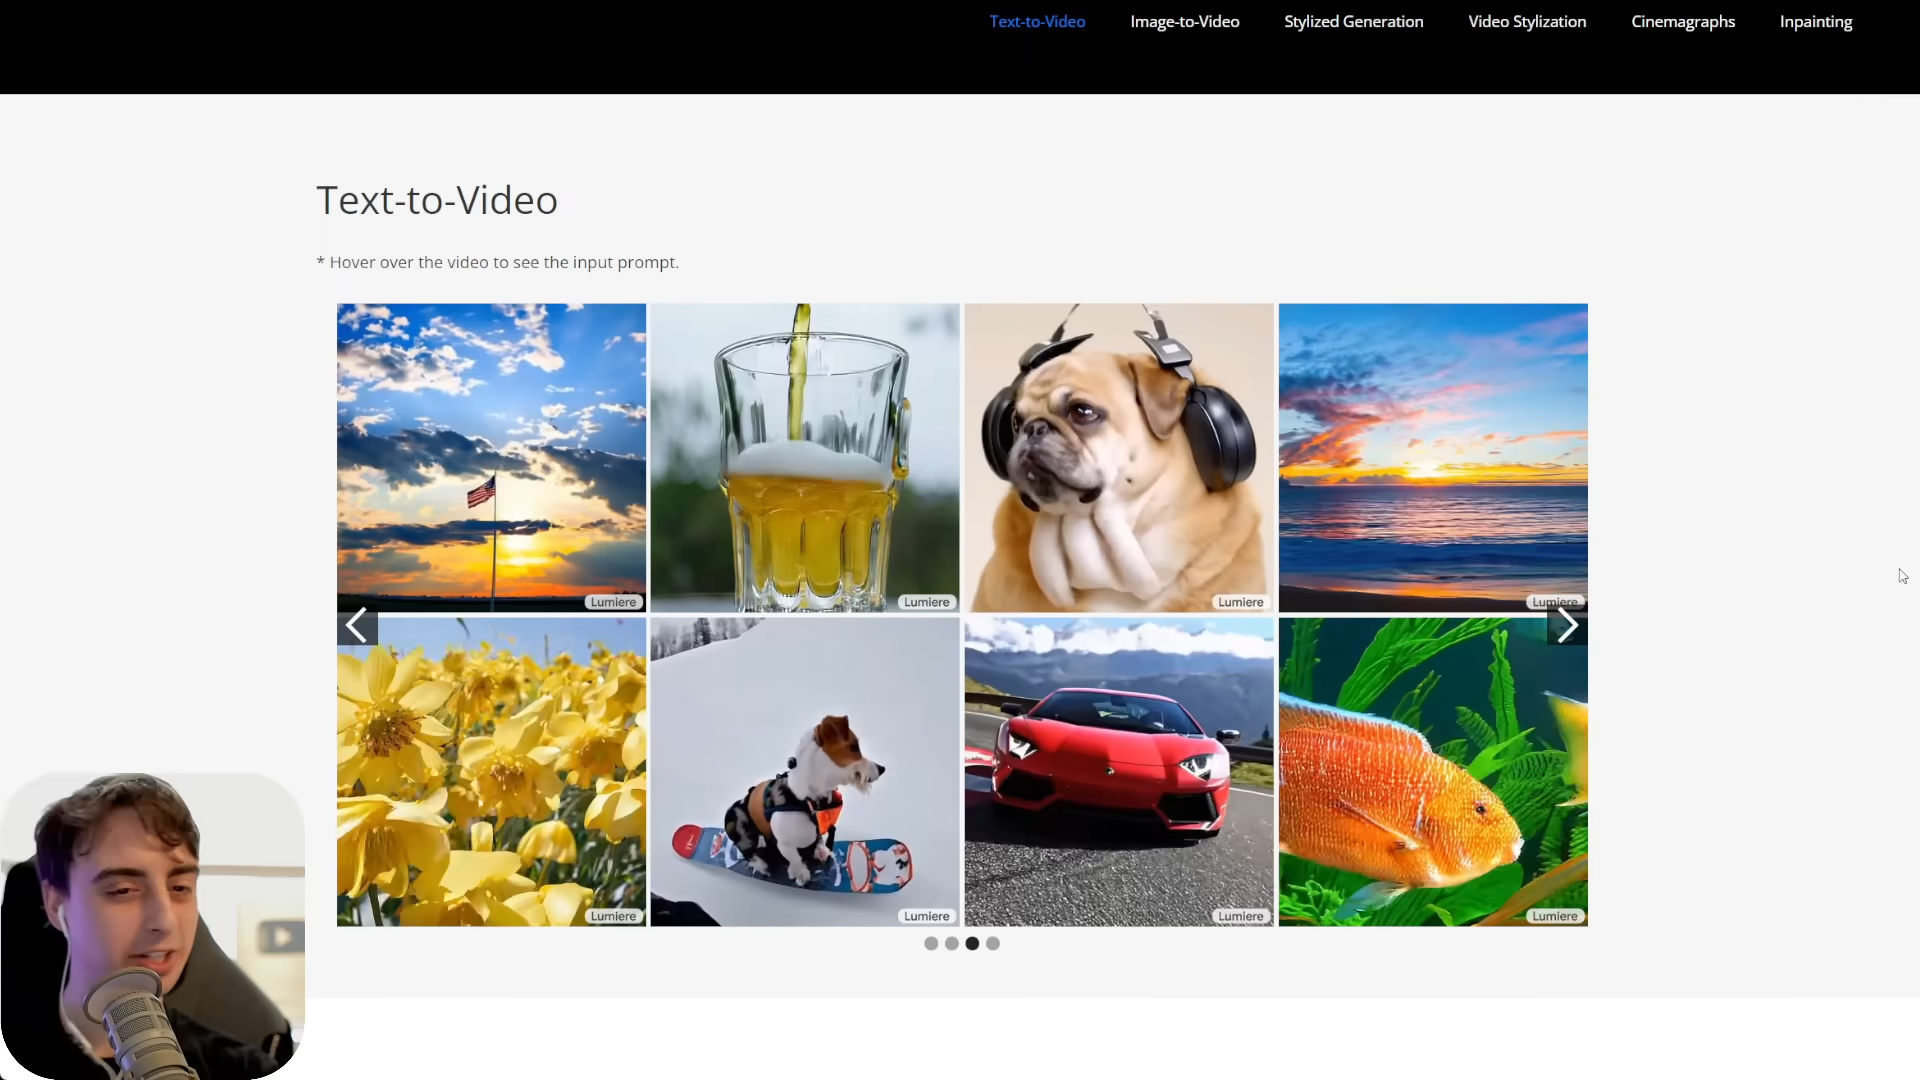 Text-to-Video Image-to-Video Stylized Generation Video Stylization Cinemagraphs Inpainting
Text-to-Video
* Hover over the video to see the input prompt.
Lumiere Lumiere Lumiere Lumiere
Lumiere Lumiere Lumiere Lumiere